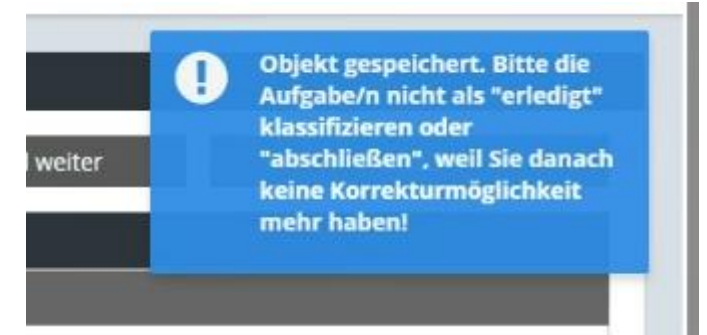 Objekt gespeichert. Bitte die
Aufgabe/n nicht als "erledigt"
klassifizieren oder
"abschließen", weil Sie danach
keine Korrekturmöglichkeit
mehr haben!
weiter